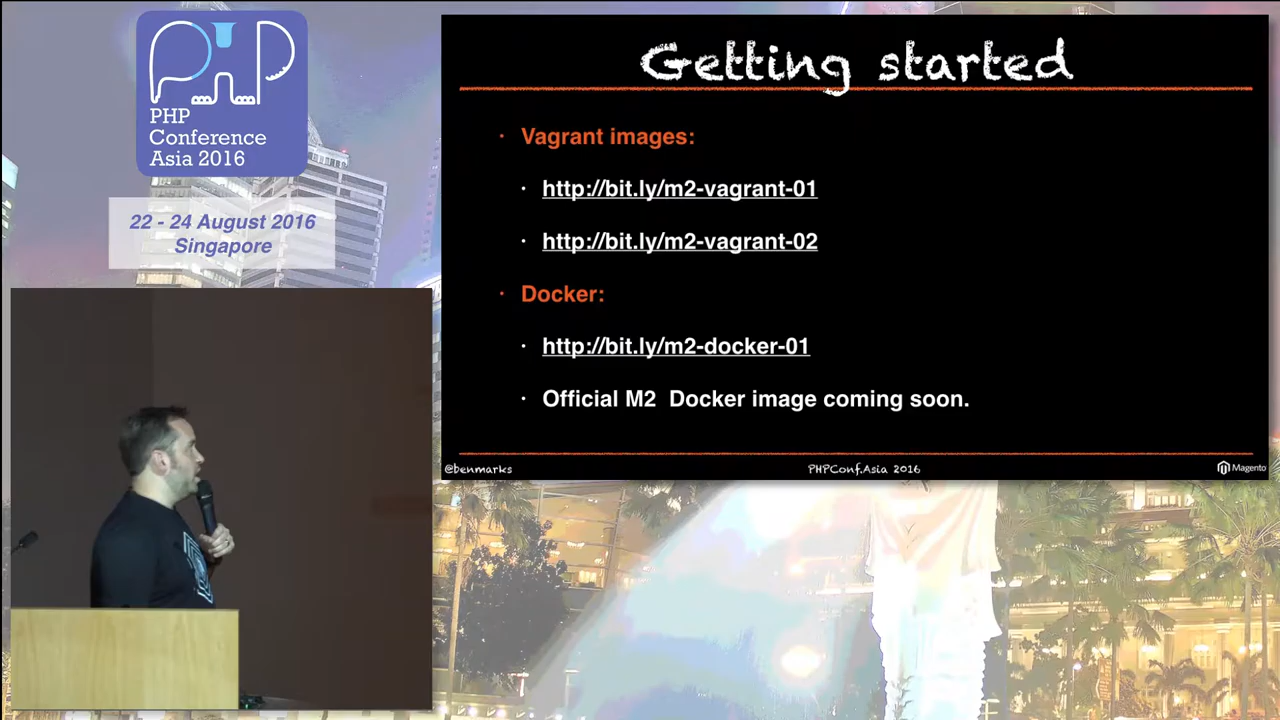 PHP
Conference
Asia 2016
22 - 24 August 2016
Singapore
Getting started
· Vagrant images:
· http://bit.ly/m2-vagrant-01
· http://bit.ly/m2-vagrant-02
· Docker:
· http://bit.ly/m2-docker-01
· Official M2  Docker image coming soon.
@benmarks
PHPConf.Asia 2016
Magento